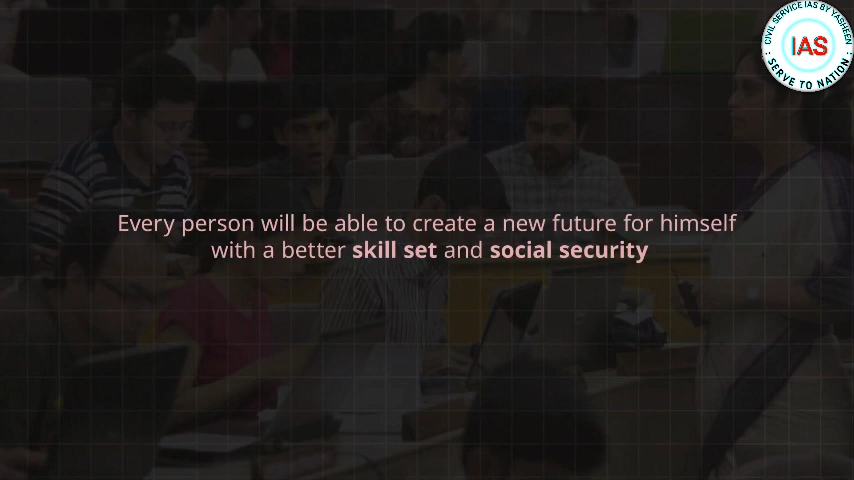 CIVIL SERVICE IAS BY YASHEEN
IAS
: SERVE TO NATION :
Every person will be able to create a new future for himself
with a better skill set and social security